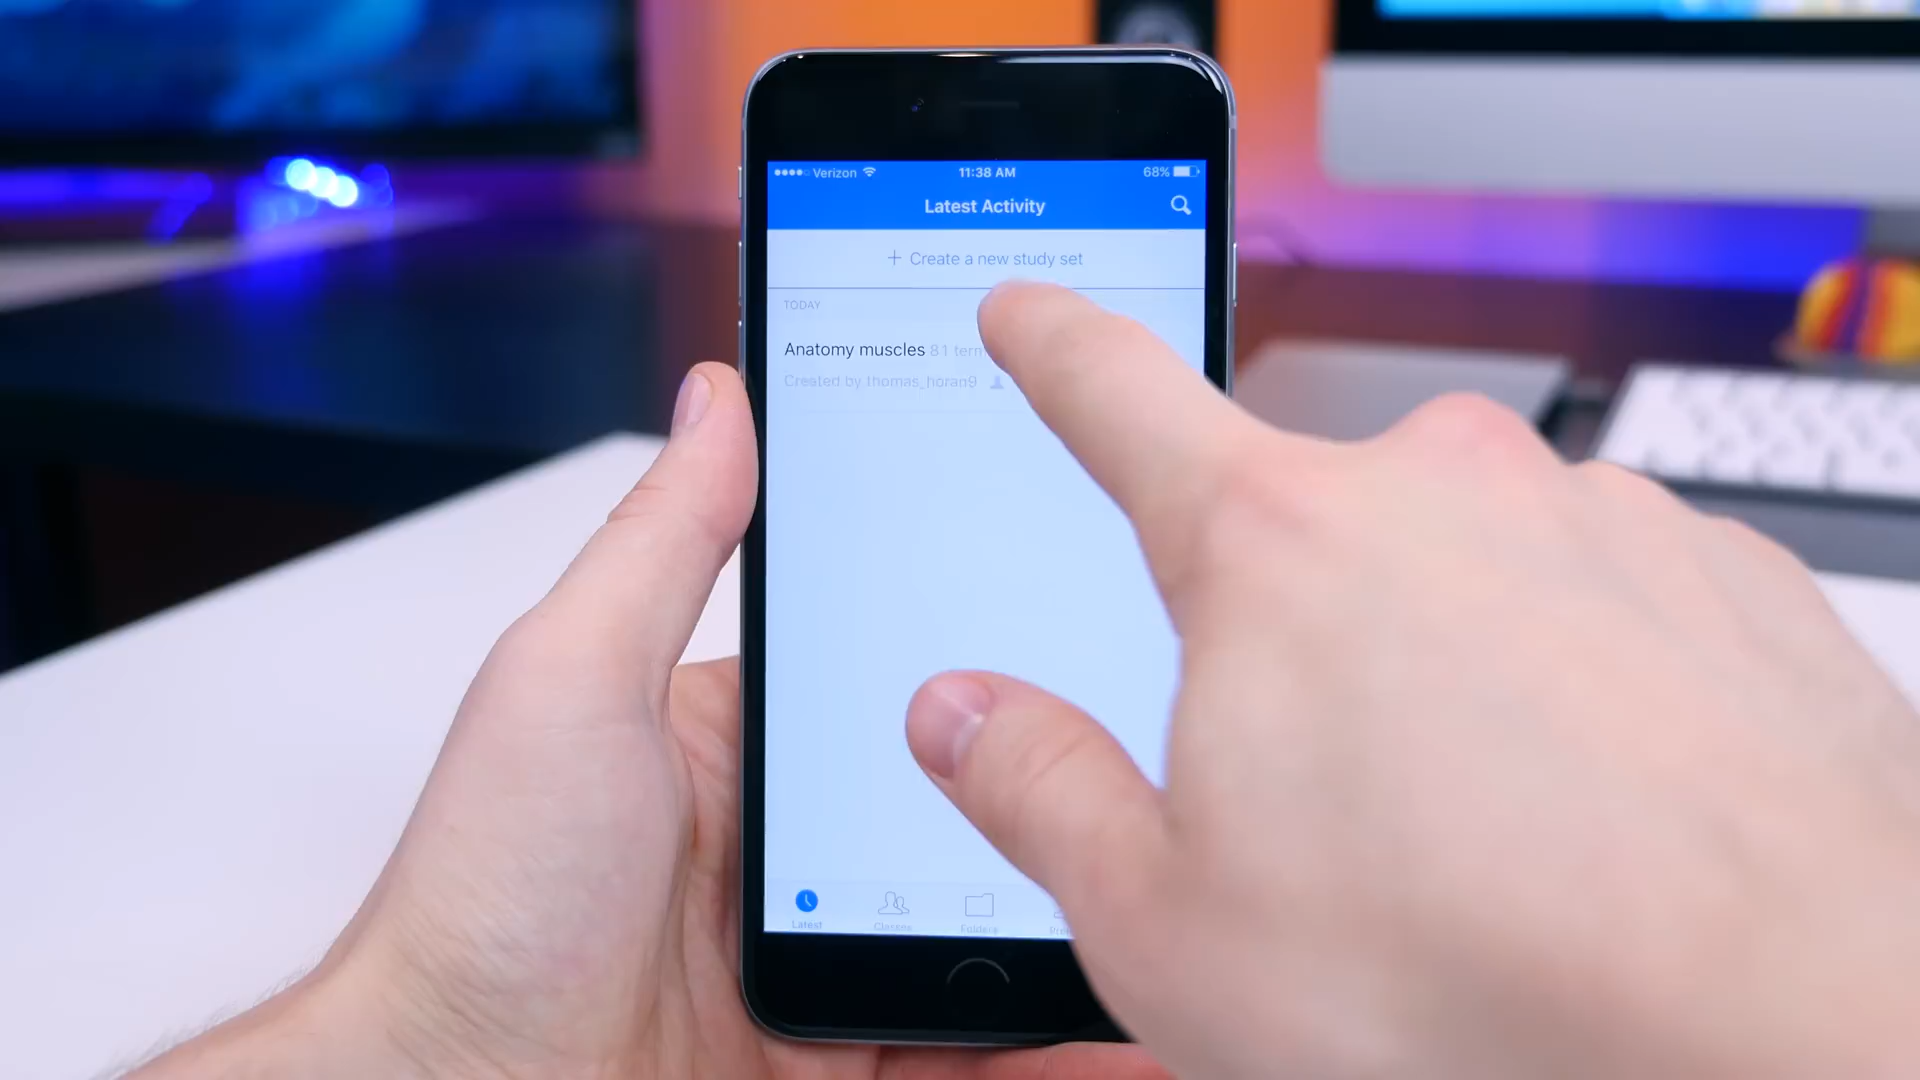 Verizon 11:38 AM 68%
Latest Activity
+ Create a new study set
TODAY
Anatomy muscles 81 term
Created by thomas_horan9
Latest Classes Folders